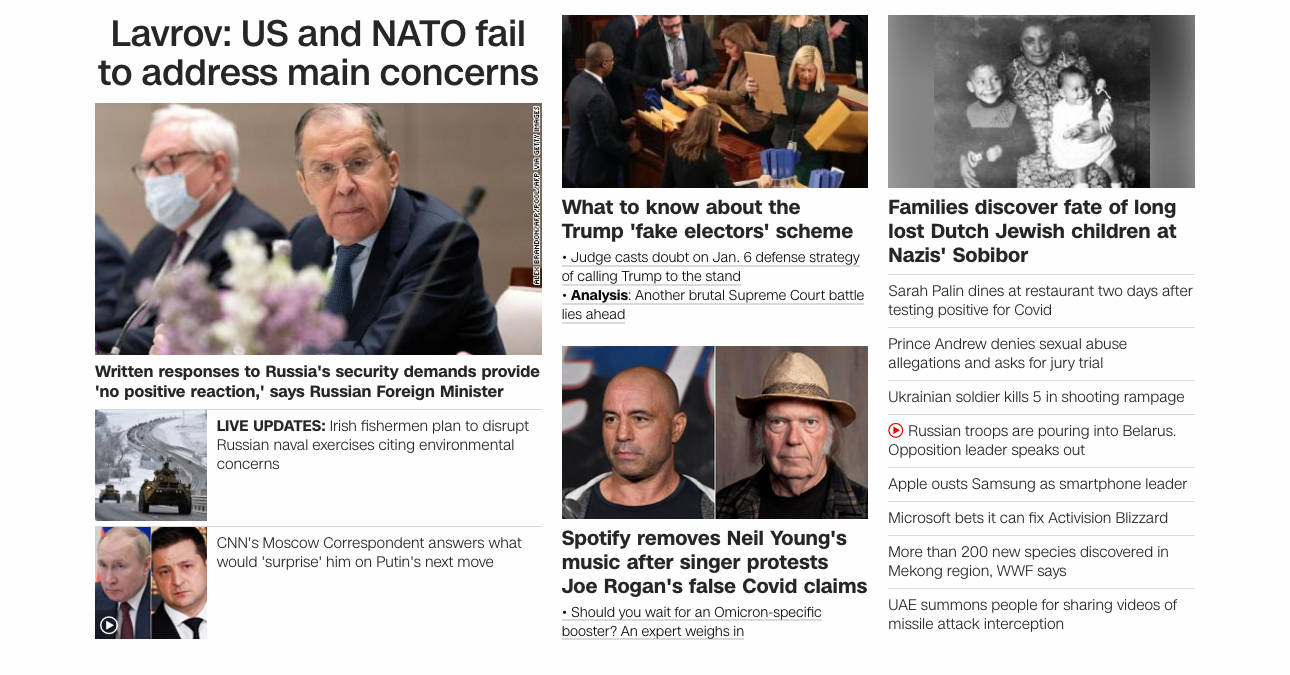 Lavrov: US and NATO fail
to address main concerns
ALEX BRANDON/AFP/POOL/AFP VIA GETTY IMAGES
Written responses to Russia's security demands provide
'no positive reaction,' says Russian Foreign Minister
LIVE UPDATES: Irish fishermen plan to disrupt
Russian naval exercises citing environmental
concerns
CNN's Moscow Correspondent answers what
would 'surprise' him on Putin's next move
What to know about the
Trump 'fake electors' scheme
• Judge casts doubt on Jan. 6 defense strategy
of calling Trump to the stand
• Analysis: Another brutal Supreme Court battle
lies ahead
Spotify removes Neil Young's
music after singer protests
Joe Rogan's false Covid claims
• Should you wait for an Omicron-specific
booster? An expert weighs in
Families discover fate of long
lost Dutch Jewish children at
Nazis' Sobibor
Sarah Palin dines at restaurant two days after
testing positive for Covid
Prince Andrew denies sexual abuse
allegations and asks for jury trial
Ukrainian soldier kills 5 in shooting rampage
Russian troops are pouring into Belarus.
Opposition leader speaks out
Apple ousts Samsung as smartphone leader
Microsoft bets it can fix Activision Blizzard
More than 200 new species discovered in
Mekong region, WWF says
UAE summons people for sharing videos of
missile attack interception